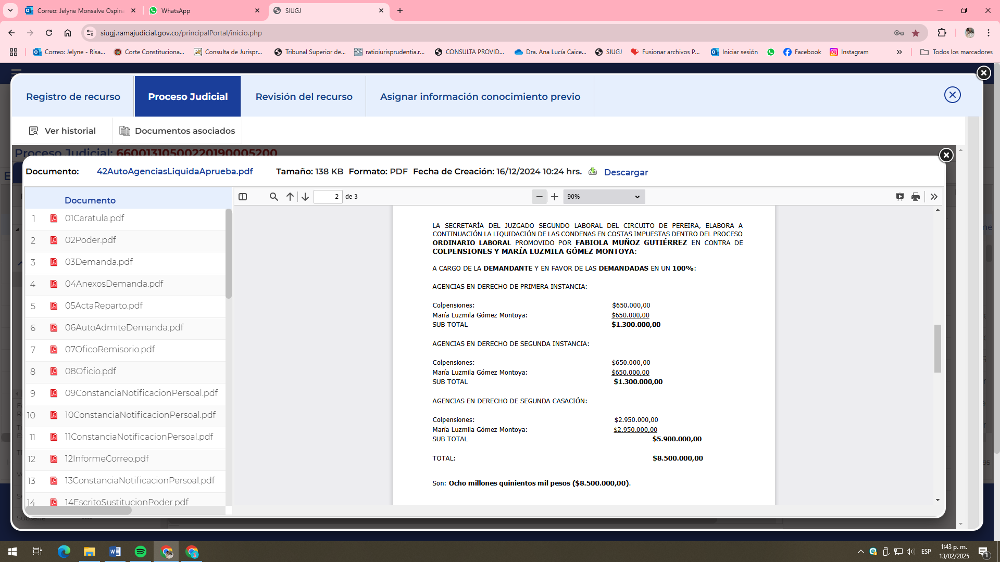 Correo: Jelyne Monsalve Ospina
WhatsApp
SIUGJ
siugj.ramajudicial.gov.co/principalPortal/inicio.php
Correo: Jelyne - Risa...
Corte Constituciona...
Consulta de Jurispr...
Tribunal Superior de...
ratioiurisprudentia.r...
CONSULTA PROVID...
Dra. Ana Lucía Caice...
SIUGJ
Fusionar archivos P...
Iniciar sesión
Facebook
Instagram
Todos los marcadores
Registro de recurso
Proceso Judicial
Revisión del recurso
Asignar información conocimiento previo
Ver historial
Documentos asociados
Proceso Judicial: 66001310500220190005200
Documento: 42AutoAgenciasLiquidaAprueba.pdf Tamaño: 138 KB Formato: PDF Fecha de Creación: 16/12/2024 10:24 hrs. Descargar
Documento
2 de 3
90%
1 01Caratula.pdf
2 02Poder.pdf
3 03Demanda.pdf
4 04AnexosDemanda.pdf
5 05ActaReparto.pdf
6 06AutoAdmiteDemanda.pdf
7 07OficoRemisorio.pdf
8 08Oficio.pdf
9 09ConstanciaNotificacionPersoal.pdf
10 10ConstanciaNotificacionPersoal.pdf
11 11ConstanciaNotificacionPersoal.pdf
12 12InformeCorreo.pdf
13 13ConstanciaNotificacionPersoal.pdf
14 14EscritoSustitucionPoder.pdf
LA SECRETARÍA DEL JUZGADO SEGUNDO LABORAL DEL CIRCUITO DE PEREIRA, ELABORA A
CONTINUACIÓN LA LIQUIDACIÓN DE LAS CONDENAS EN COSTAS IMPUESTAS DENTRO DEL PROCESO
ORDINARIO LABORAL PROMOVIDO POR FABIOLA MUÑOZ GUTIÉRREZ EN CONTRA DE
COLPENSIONES Y MARÍA LUZMILA GÓMEZ MONTOYA:
A CARGO DE LA DEMANDANTE Y EN FAVOR DE LAS DEMANDADAS EN UN 100%:
AGENCIAS EN DERECHO DE PRIMERA INSTANCIA:
Colpensiones: $650.000,00
María Luzmila Gómez Montoya: $650.000,00
SUB TOTAL $1.300.000,00
AGENCIAS EN DERECHO DE SEGUNDA INSTANCIA:
Colpensiones: $650.000,00
María Luzmila Gómez Montoya: $650.000,00
SUB TOTAL $1.300.000,00
AGENCIAS EN DERECHO DE SEGUNDA CASACIÓN:
Colpensiones: $2.950.000,00
María Luzmila Gómez Montoya: $2.950.000,00
SUB TOTAL $5.900.000,00
TOTAL: $8.500.000,00
Son: Ocho millones quinientos mil pesos ($8.500.000,00).
ESP
1:43 p. m.
13/02/2025
1